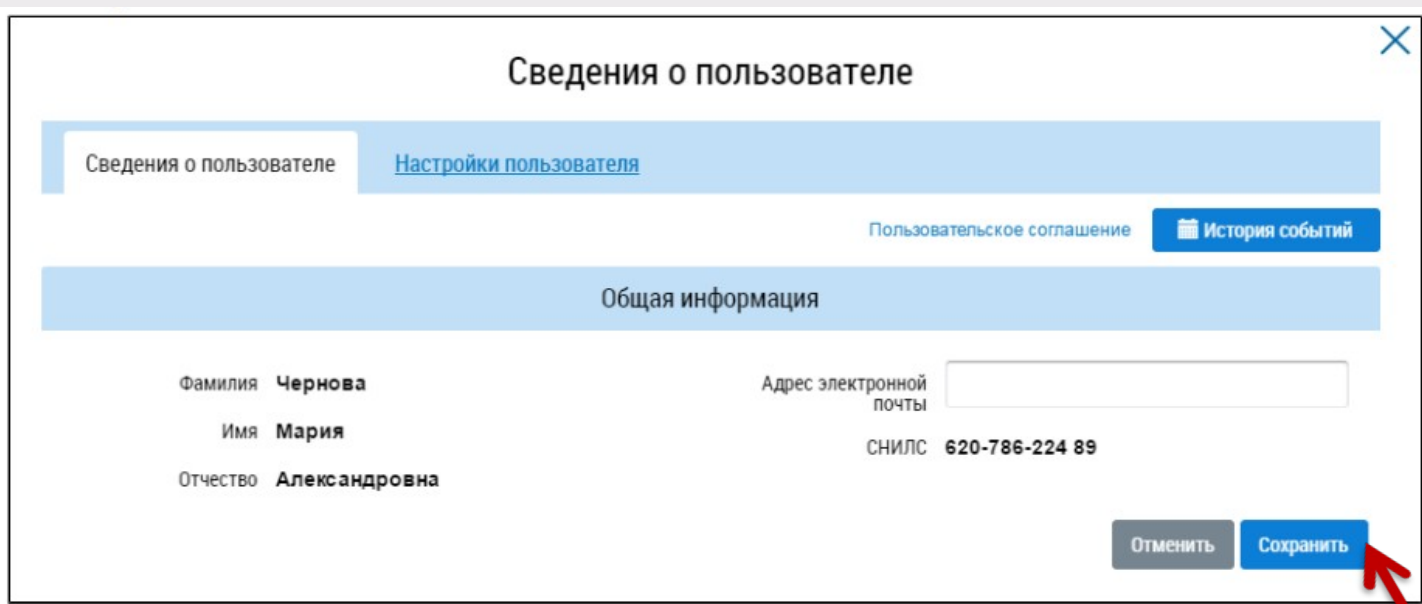 Сведения о пользователе
Сведения о пользователе
Настройки пользователя
Пользовательское соглашение
История событий
Общая информация
Фамилия Чернова
Имя Мария
Отчество Александровна
Адрес электронной
почты
СНИЛС 620-786-224 89
Отменить
Сохранить